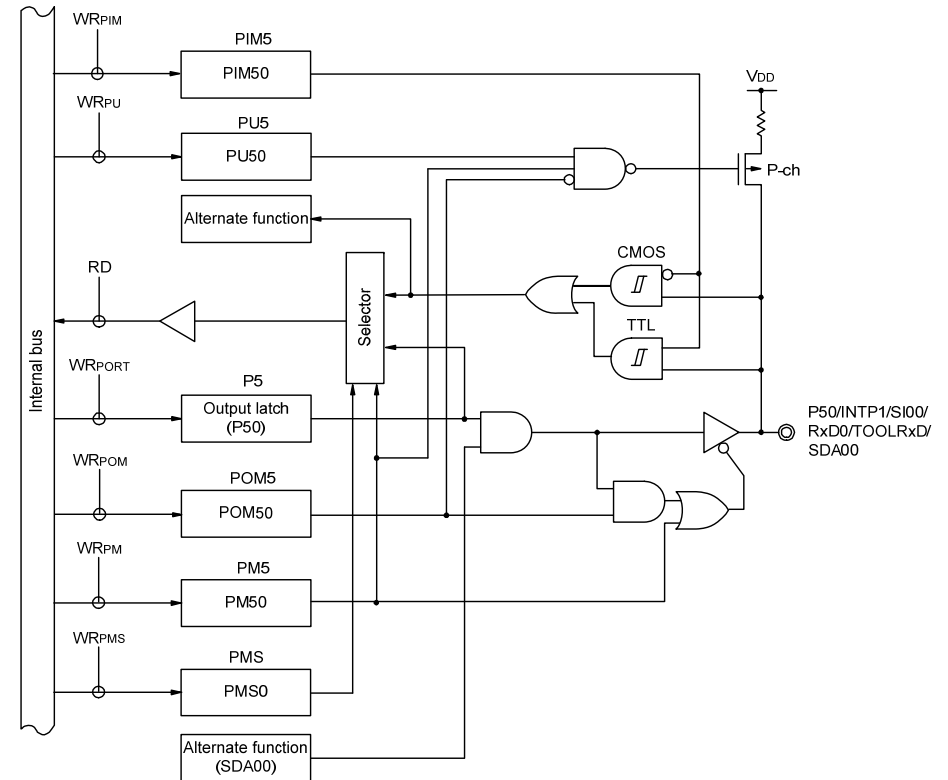 WRPIM
PIM5
PIM50
WRPU
PU5
PU50
VDD
P-ch
Alternate function
CMOS
RD
Selector
TTL
Internal bus
WRPORT
P5
Output latch
(P50)
P50/INTP1/SI00/
RxD0/TOOLRxD/
SDA00
WRPOM
POM5
POM50
WRPM
PM5
PM50
WRPMS
PMS
PMS0
Alternate function
(SDA00)